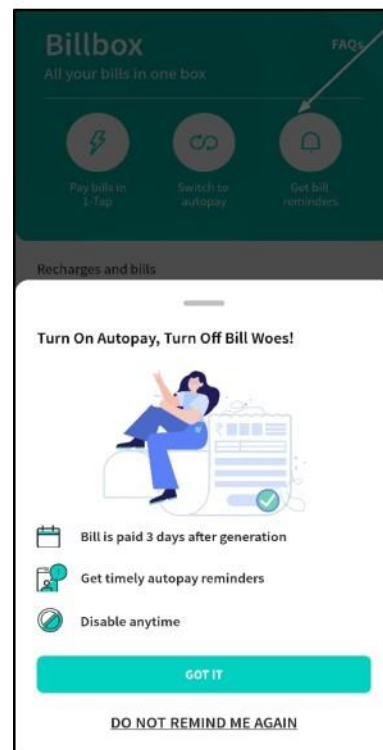 Billbox
FAQs
All your bills in one box
Pay bills in
1-Tap
Switch to
autopay
Get bill
reminders
Recharges and bills
Turn On Autopay, Turn Off Bill Woes!
₹
Bill is paid 3 days after generation
Get timely autopay reminders
Disable anytime
GOT IT
DO NOT REMIND ME AGAIN